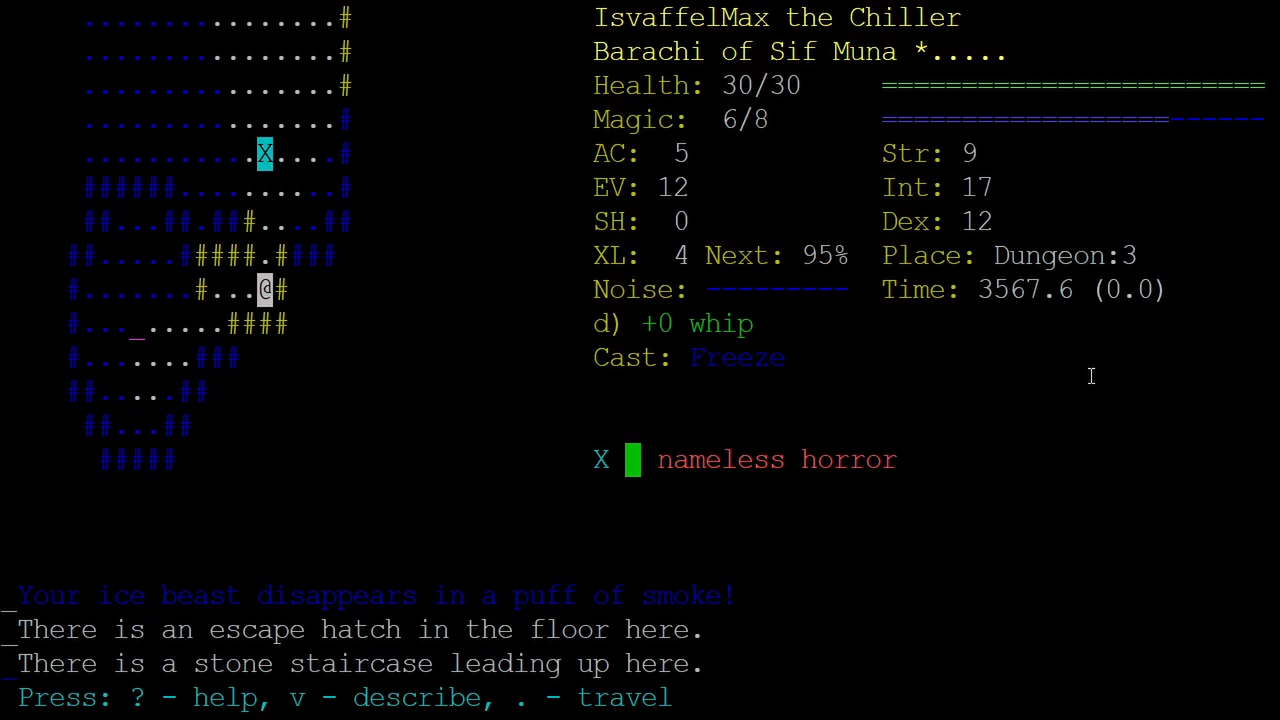 ................# IsvaffelMax the Chiller
................# Barachi of Sif Muna *.....
................# Health: 30/30 ========================
................# Magic: 6/8 ==================------
...........X....# AC: 5 Str: 9
######..........# EV: 12 Int: 17
##...##.###....## SH: 0 Dex: 12
##.....#####.#### XL: 4 Next: 95% Place: Dungeon:3
#.......#...@# Noise: --------- Time: 3567.6 (0.0)
#..._.....#### d) +0 whip
#.......### Cast: Freeze
##.....##
##...##
##### X nameless horror
_Your ice beast disappears in a puff of smoke!
_There is an escape hatch in the floor here.
_There is a stone staircase leading up here.
Press: ? - help, v - describe, . - travel